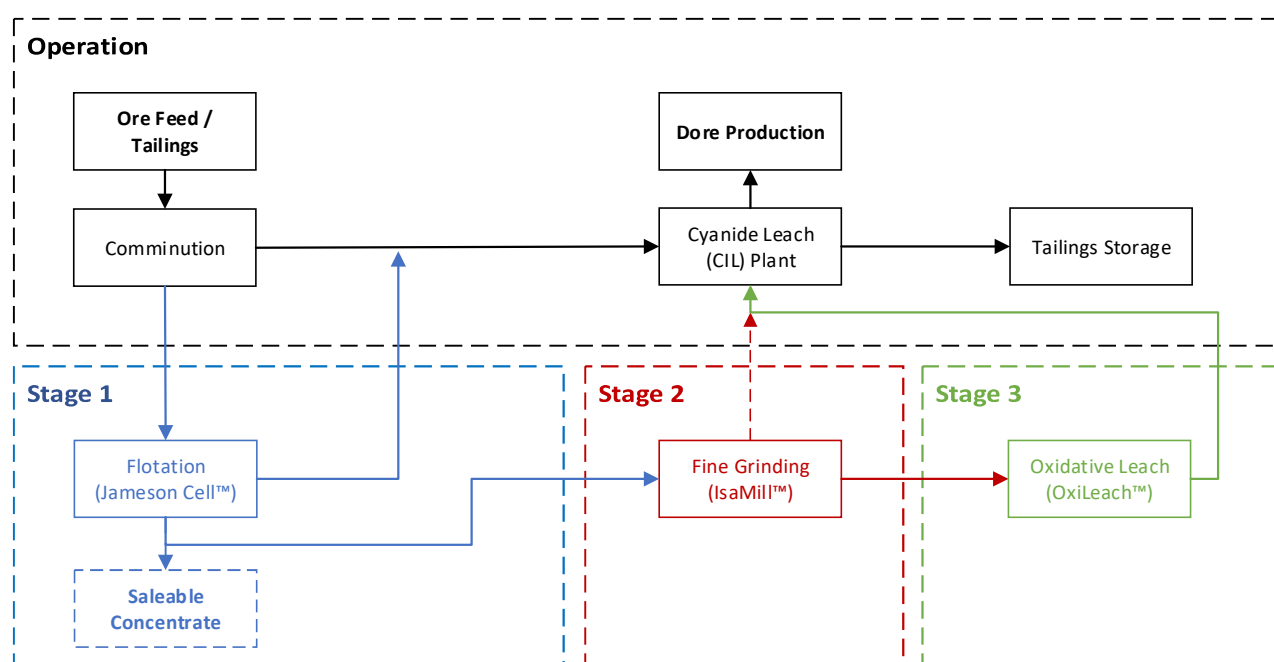 Operation
Ore Feed /
Tailings
Dore Production
Comminution
Cyanide Leach
(CIL) Plant
Tailings Storage
Stage 1
Stage 2
Stage 3
Flotation
(Jameson Cell™)
Fine Grinding
(IsaMill™)
Oxidative Leach
(OxiLeach™)
Saleable
Concentrate